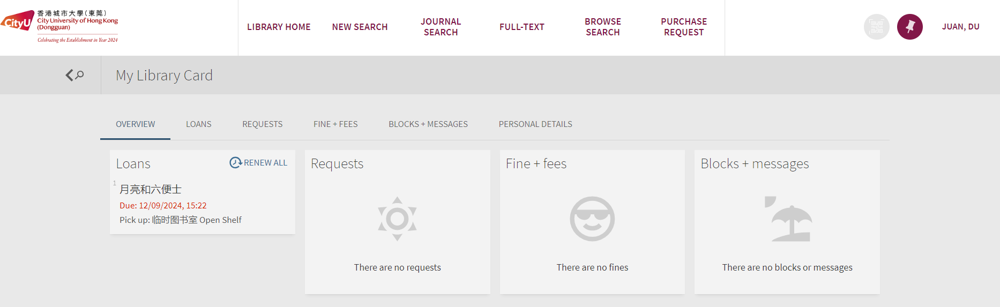 香港城市大學(東莞)
City University of Hong Kong
(Dongguan)
Celebrating the Establishment in Year 2024
CityU
LIBRARY HOME
NEW SEARCH
JOURNAL
SEARCH
FULL-TEXT
BROWSE
SEARCH
PURCHASE
REQUEST
JUAN, DU
My Library Card
OVERVIEW
LOANS
REQUESTS
FINE + FEES
BLOCKS + MESSAGES
PERSONAL DETAILS
Loans
RENEW ALL
1
月亮和六便士
Due: 12/09/2024, 15:22
Pick up: 临时图书室 Open Shelf
Requests
There are no requests
Fine + fees
There are no fines
Blocks + messages
There are no blocks or messages